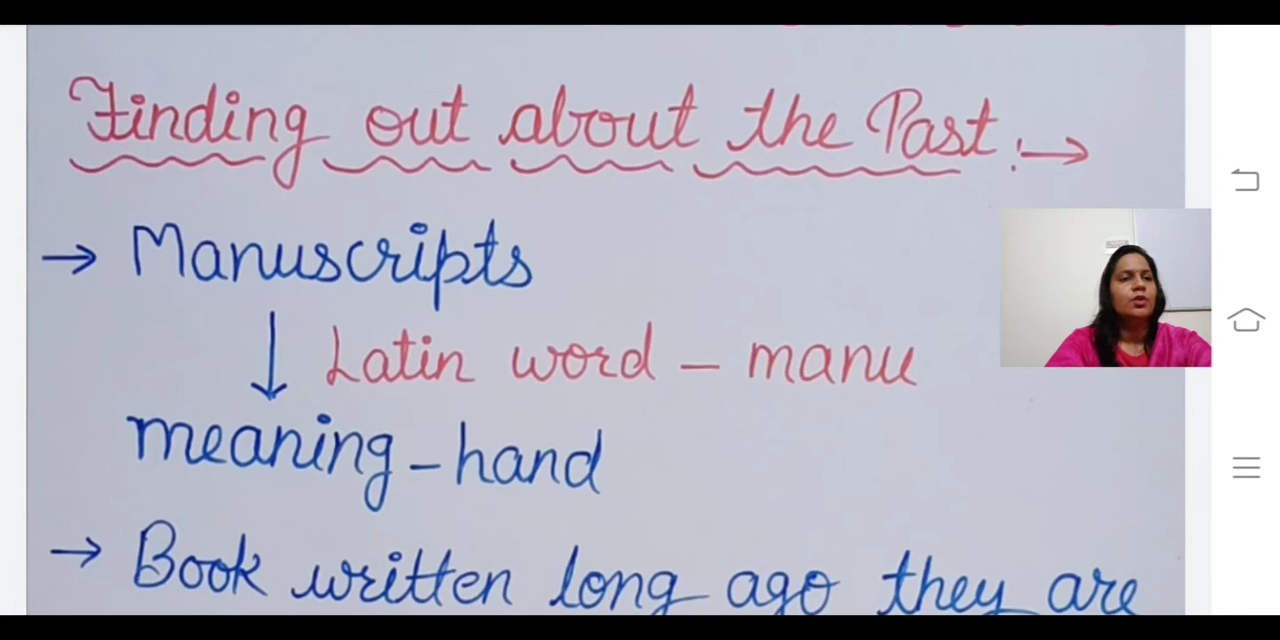 Finding out about the Past :→
→ Manuscripts
↓ Latin word – manu
meaning – hand
→ Book written long ago they are